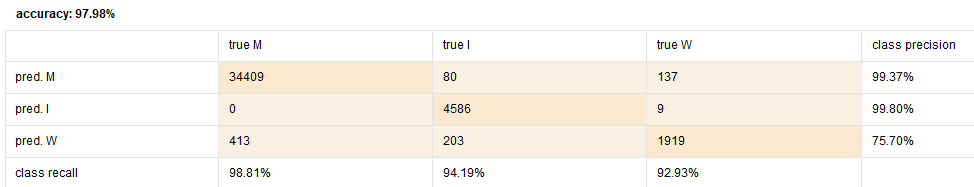 accuracy: 97.98%
true M true I true W class precision
pred. M 34409 80 137 99.37%
pred. I 0 4586 9 99.80%
pred. W 413 203 1919 75.70%
class recall 98.81% 94.19% 92.93%